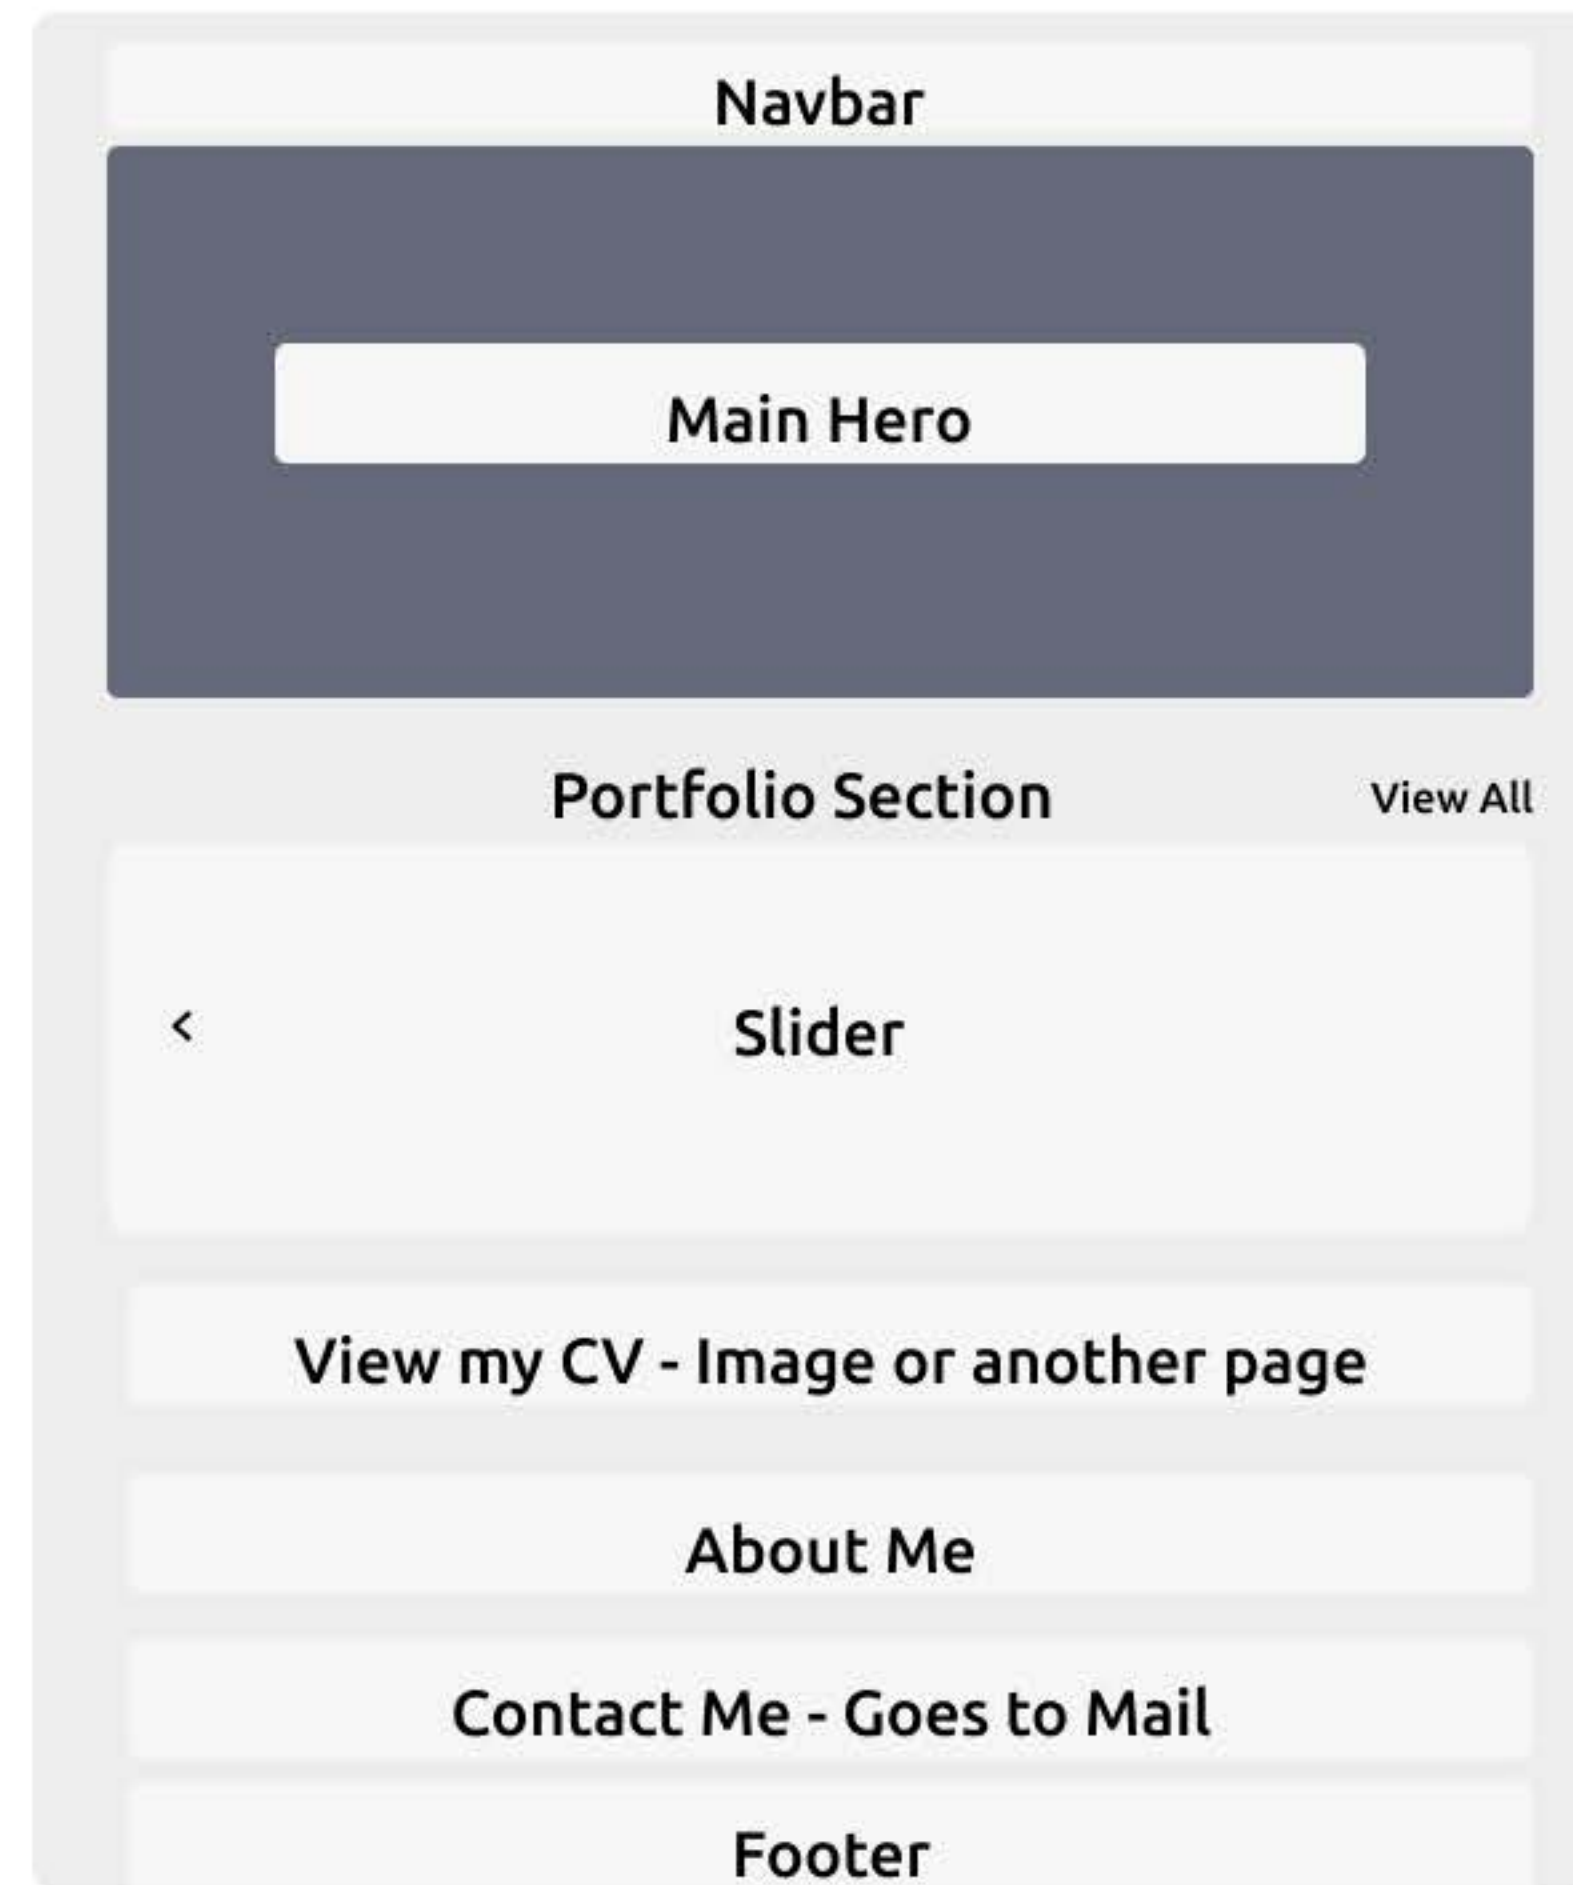 Navbar
Main Hero
Portfolio Section
View All
<
Slider
View my CV - Image or another page
About Me
Contact Me - Goes to Mail
Footer